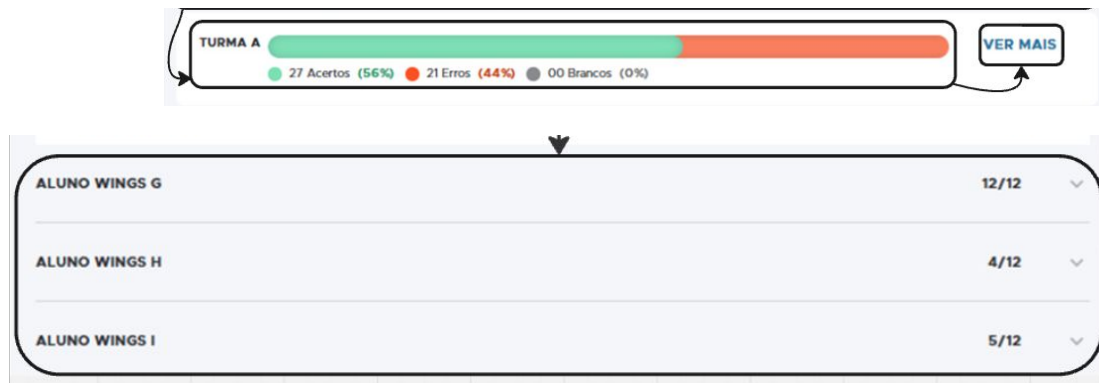 TURMA A
VER MAIS
27 Acertos (56%) 21 Erros (44%) 00 Brancos (0%)
ALUNO WINGS G 12/12
ALUNO WINGS H 4/12
ALUNO WINGS I 5/12